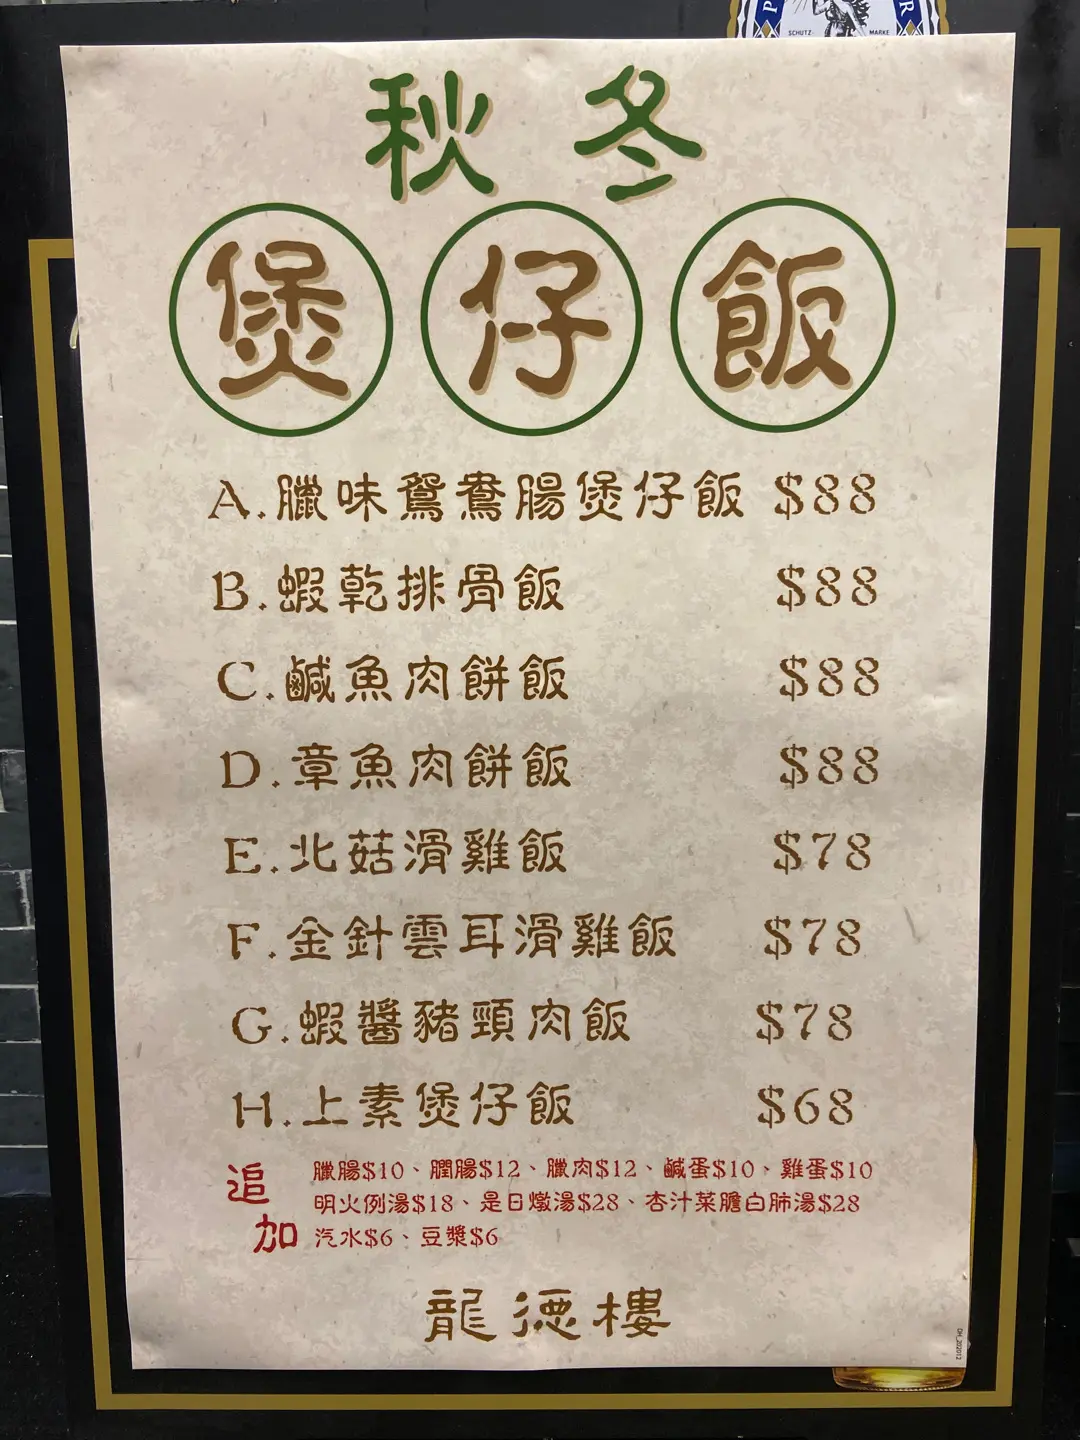 SCHUTZ MARKE
秋冬
煲仔飯
A.臘味鴛鴦腸煲仔飯 $88
B.蝦乾排骨飯 $88
C.鹹魚肉餅飯 $88
D.章魚肉餅飯 $88
E.北菇滑雞飯 $78
F.金針雲耳滑雞飯 $78
G.蝦醬豬頸肉飯 $78
H.上素煲仔飯 $68
追加
臘腸$10、潤腸$12、臘肉$12、鹹蛋$10、雞蛋$10
明火例湯$18、是日燉湯$28、杏汁菜膽白肺湯$28
汽水$6、豆漿$6
龍德樓